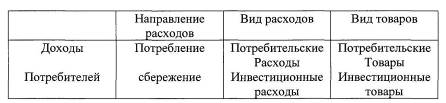 Направление расходов Вид расходов Вид товаров
Доходы Потребление Потребительские Потребительские
Расходы Товары
Потребителей сбережение Инвестиционные Инвестиционные
расходы товары